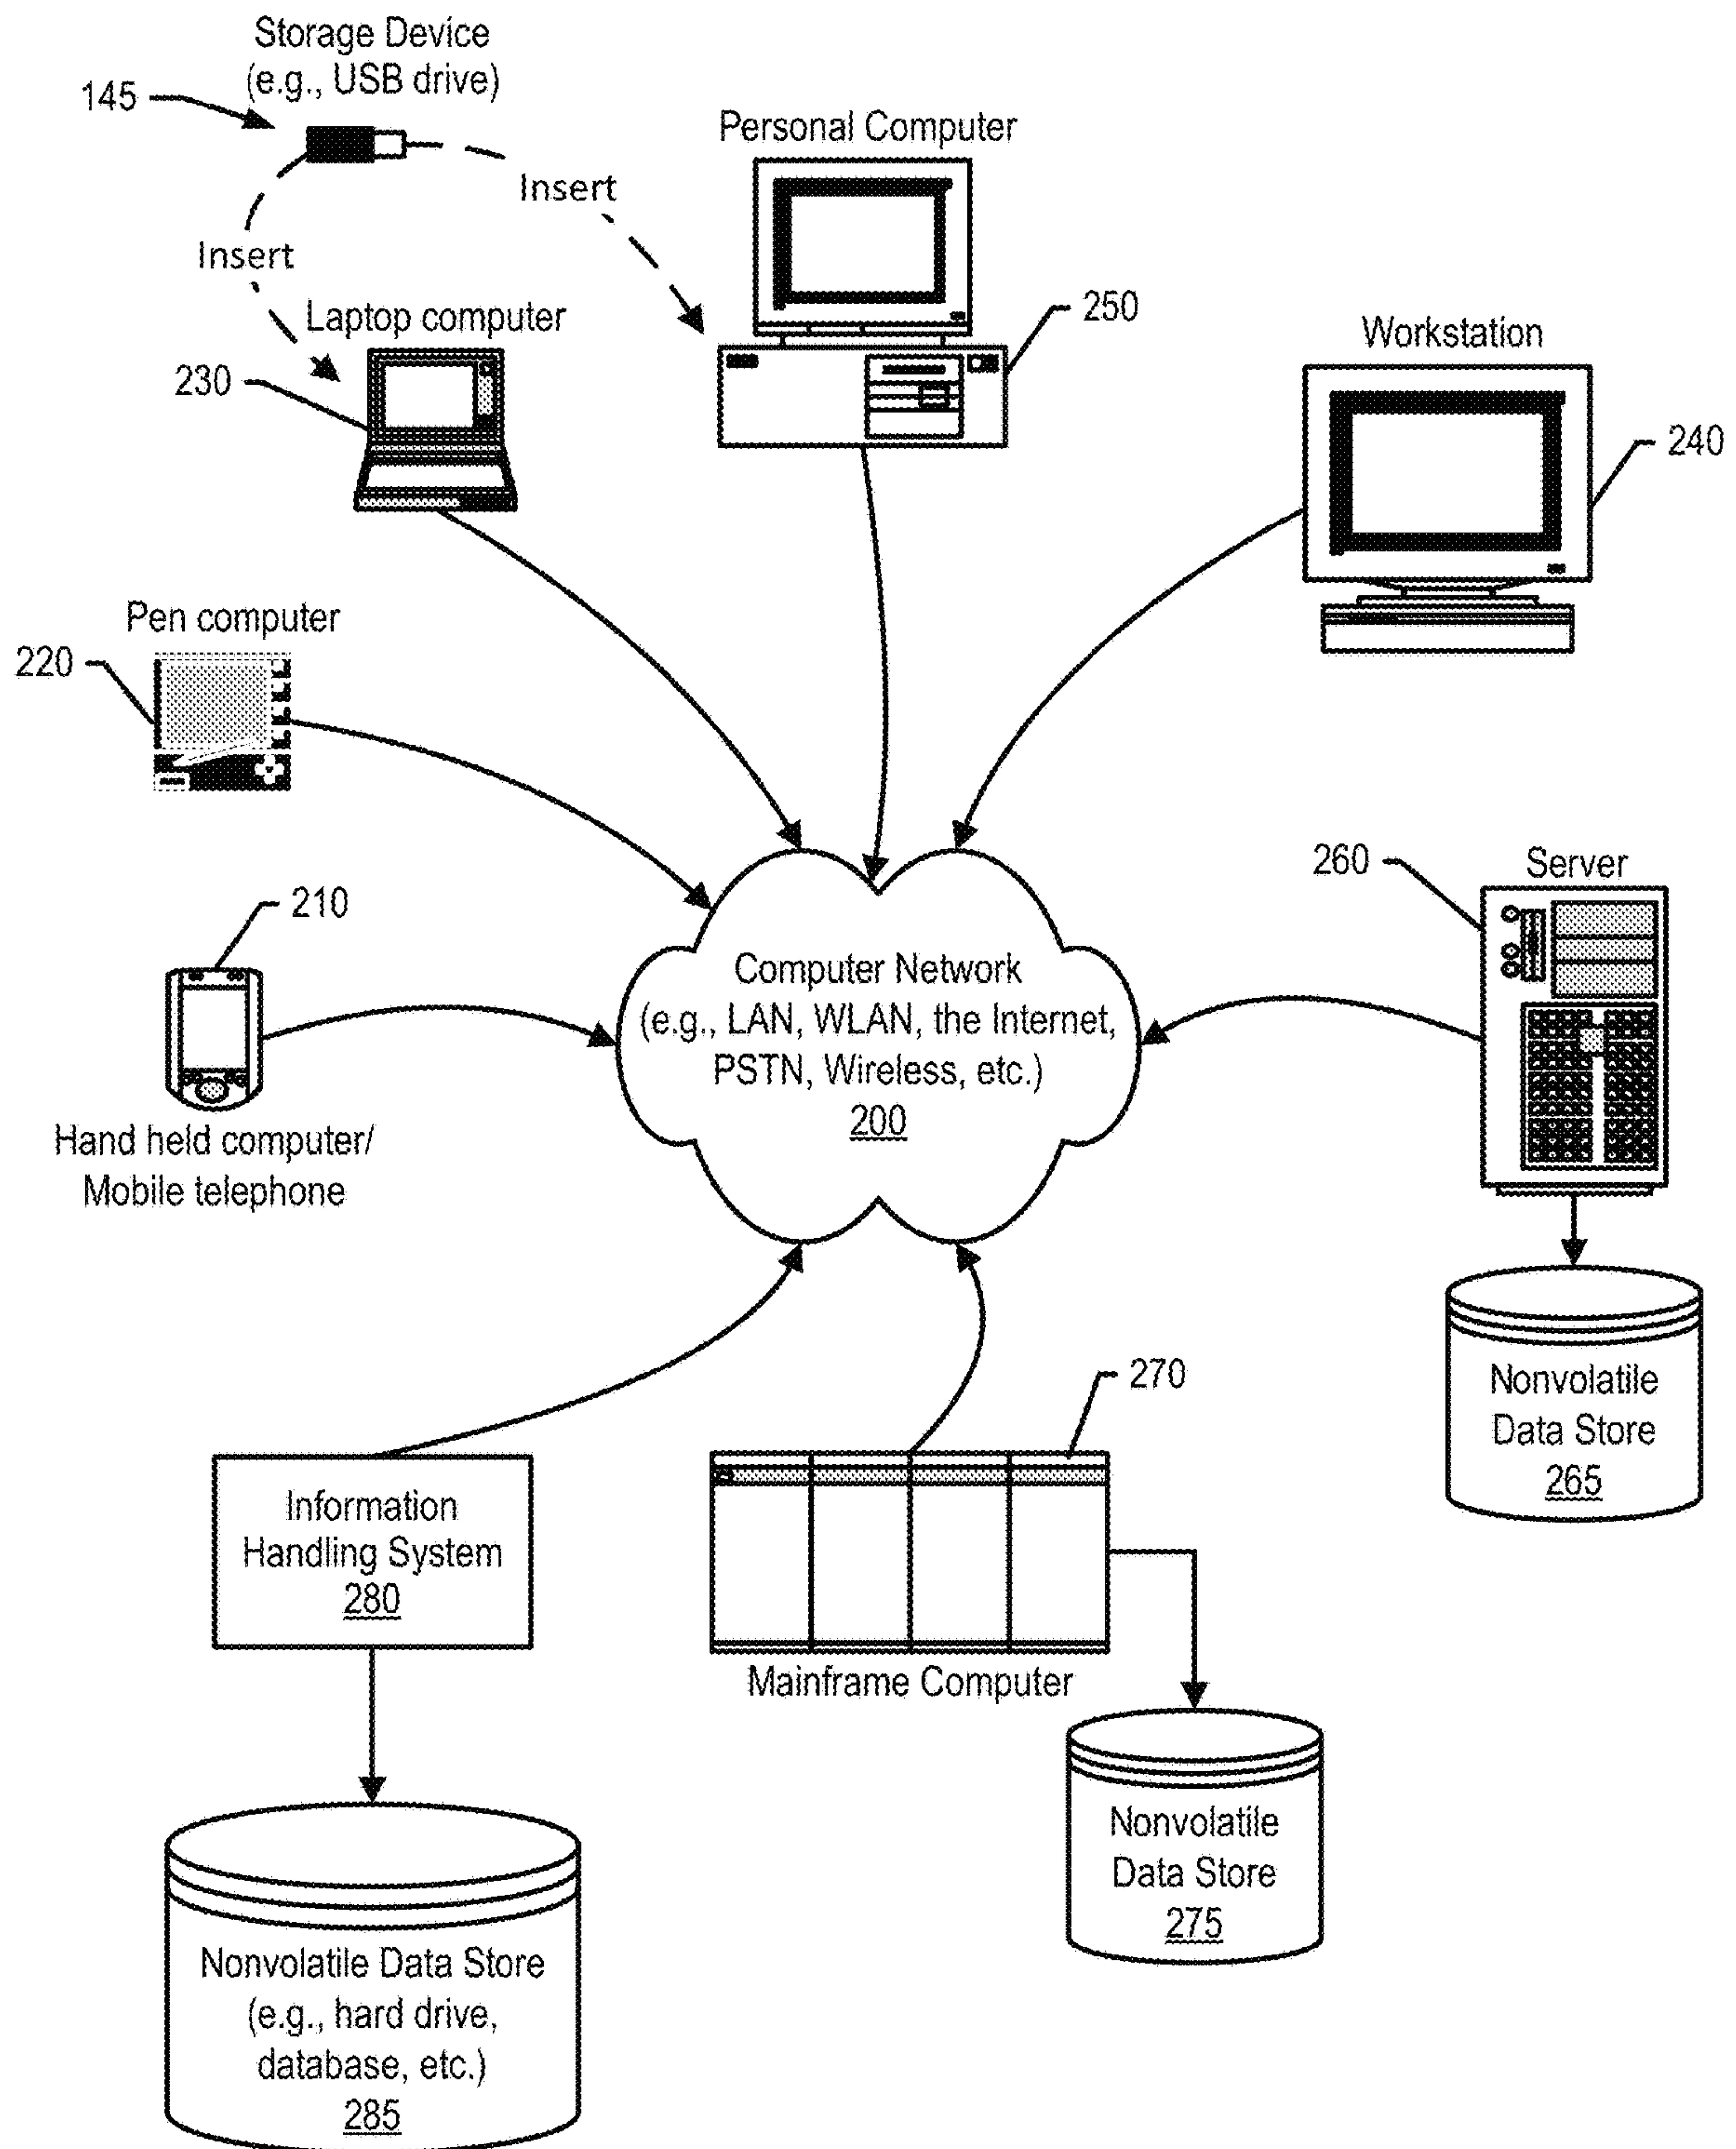 Storage Device
(e.g., USB drive)
145
Insert
Insert
Personal Computer
250
Laptop computer
230
Workstation
240
Pen computer
220
210
Hand held computer/
Mobile telephone
Computer Network
(e.g., LAN, WLAN, the Internet,
PSTN, Wireless, etc.)
200
260
Server
Nonvolatile
Data Store
265
Information
Handling System
280
270
Mainframe Computer
Nonvolatile
Data Store
275
Nonvolatile Data Store
(e.g., hard drive,
database, etc.)
285